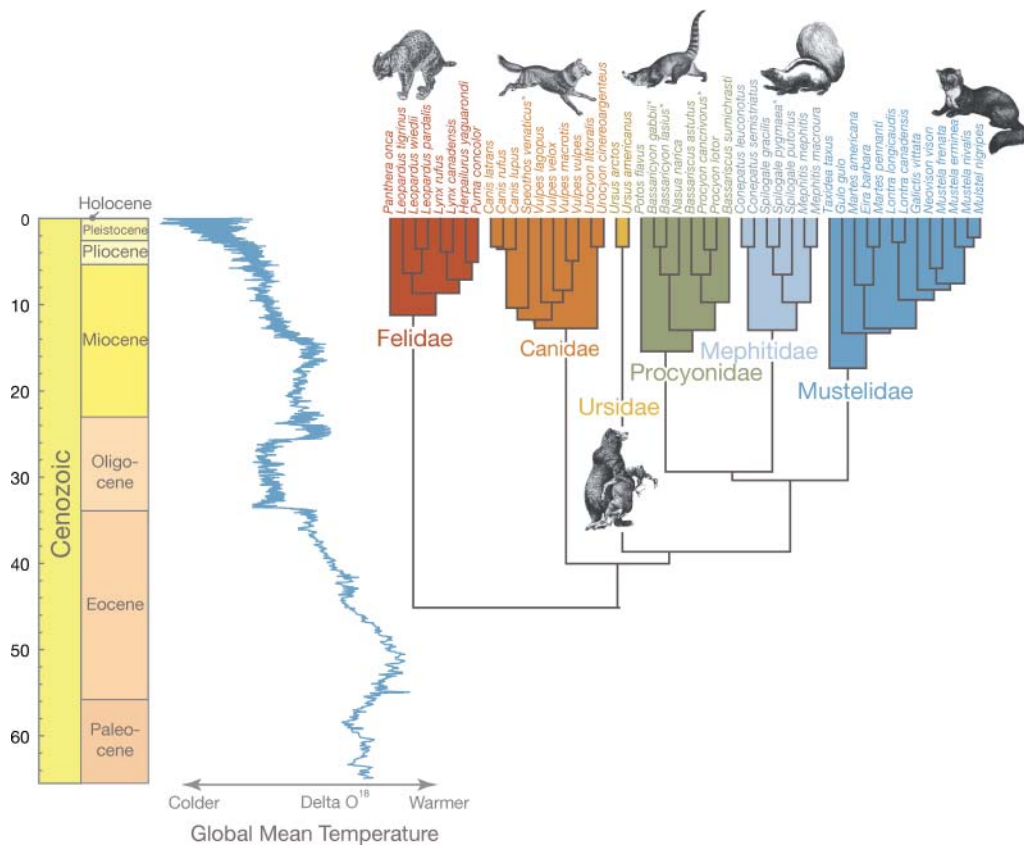 Panthera onca
Leopardus tigrinus
Leopardus wiedii
Leopardus pardalis
Lynx rufus
Lynx canadensis
Herpailurus yaguarondi
Puma concolor
Canis latrans
Canis rufus
Canis lupus
Speothos venaticus*
Vulpes lagopus
Vulpes velox
Vulpes macrotis
Vulpes vulpes
Urocyon littoralis
Urocyon cinereoargenteus
Ursus arctos
Ursus americanus
Potos flavus
Bassaricyon gabbii*
Bassaricyon lasius*
Nasua narica
Bassariscus astutus
Procyon cancrivorus*
Procyon lotor
Bassariscus sumichrasti
Conepatus leuconotus
Conepatus semistriatus
Spilogale gracilis
Spilogale pygmaea*
Spilogale putorius
Mephitis mephitis
Mephitis macroura
Taxidea taxus
Gulo gulo
Martes americana
Eira barbara
Martes pennanti
Lontra longicaudis
Lontra canadensis
Galictis vittata
Neovison vison
Mustela frenata
Mustela erminea
Mustela nivalis
Mustel nigripes
Holocene
0
Pleistocene
Pliocene
10
Miocene
20
Oligo-
cene
30
40
Eocene
50
Paleo-
cene
60
Cenozoic
Felidae
Canidae
Ursidae
Procyonidae
Mephitidae
Mustelidae
Colder
Delta O18
Warmer
Global Mean Temperature